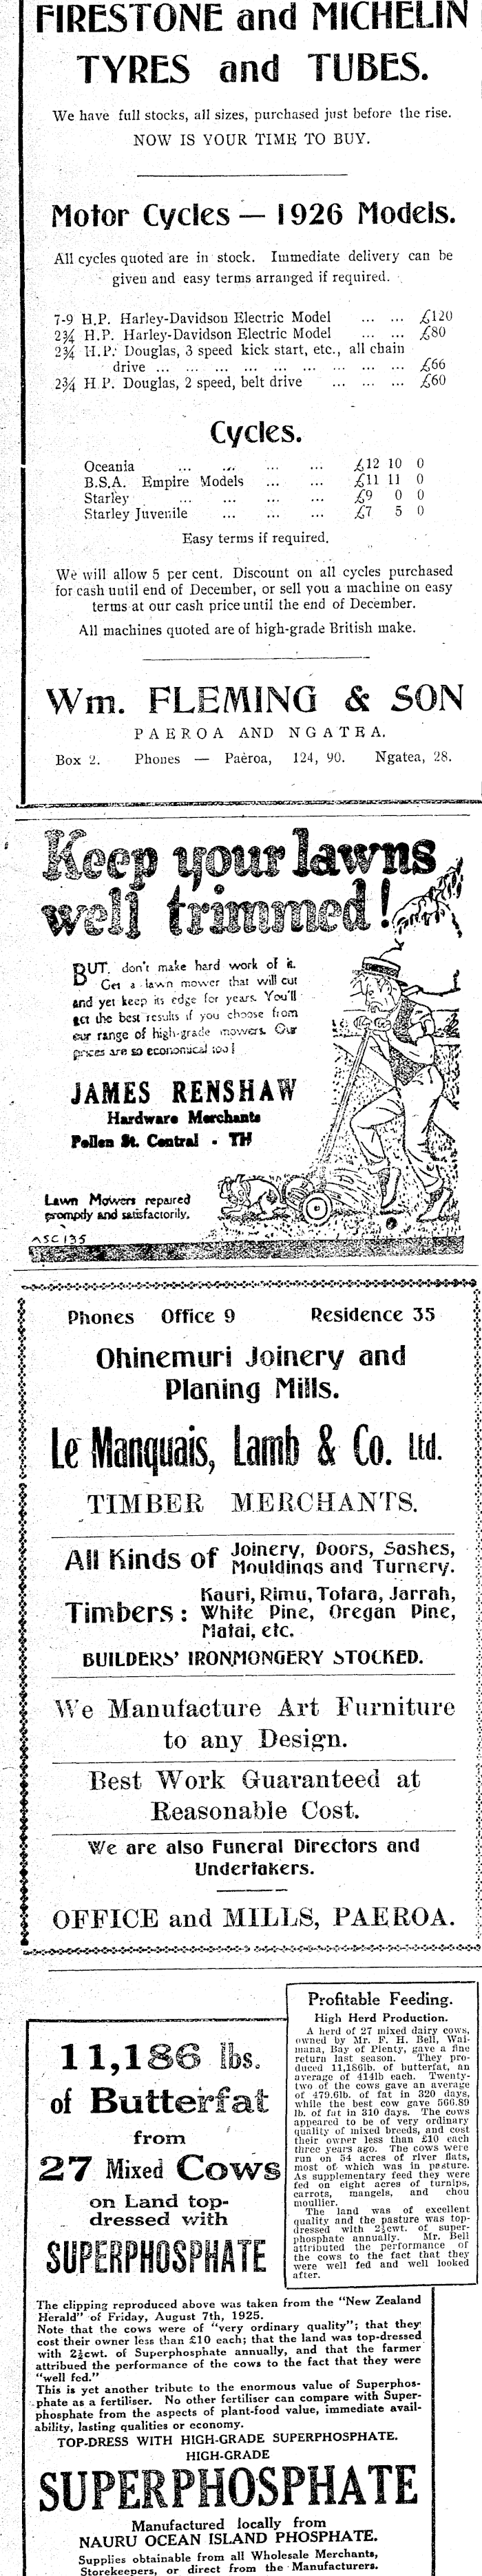 FIRESTONE and MICHELIN
TYRES and TUBES.
We have full stocks, all sizes, purchased just before the rise.
NOW IS YOUR TIME TO BUY.
Motor Cycles — 1926 Models.
All cycles quoted are in stock. Immediate delivery can be
given and easy terms arranged if required.
7-9 H.P. Harley-Davidson Electric Model ... ... £120
2¾ H.P. Harley-Davidson Electric Model ... ... £80
2¾ H.P. Douglas, 3 speed kick start, etc., all chain
drive ... ... ... ... ... ... ... ... ... £66
2¾ H.P. Douglas, 2 speed, belt drive ... ... ... £60
Cycles.
Oceania ... ... ... ... £12 10 0
B.S.A. Empire Models ... ... £11 11 0
Starley ... ... ... ... £9 0 0
Starley Juvenile ... ... ... £7 5 0
Easy terms if required.
We will allow 5 per cent. Discount on all cycles purchased
for cash until end of December, or sell you a machine on easy
terms at our cash price until the end of December.
All machines quoted are of high-grade British make.
Wm. FLEMING & SON
PAEROA AND NGATEA.
Box 2. Phones — Paeroa, 124, 90. Ngatea, 28.
Keep your lawns
well trimmed!
BUT, don't make hard work of it.
Get a lawn mower that will cut
and yet keep its edge for years. You'll
get the best results if you choose from
our range of high-grade mowers. Our
prices are so economical too!
JAMES RENSHAW
Hardware Merchants
Pollen St. Central - TH
Lawn Mowers repaired
promptly and satisfactorily.
ASC 135
Phones Office 9 Residence 35
Ohinemuri Joinery and
Planing Mills.
Le Manquais, Lamb & Co. Ltd.
TIMBER MERCHANTS.
All Kinds of Joinery, Doors, Sashes,
Mouldings and Turnery.
Timbers: Kauri, Rimu, Totara, Jarrah,
White Pine, Oregan Pine,
Matai, etc.
BUILDERS' IRONMONGERY STOCKED.
We Manufacture Art Furniture
to any Design.
Best Work Guaranteed at
Reasonable Cost.
We are also Funeral Directors and
Undertakers.
OFFICE and MILLS, PAEROA.
11,186 lbs.
of Butterfat
from
27 Mixed Cows
on Land top-
dressed with
SUPERPHOSPHATE
Profitable Feeding.
High Herd Production.
A herd of 27 mixed dairy cows,
owned by Mr. F. H. Bell, Wai-
mana, Bay of Plenty, gave a fine
return last season. They pro-
duced 11,186lb. of butterfat, an
average of 414lb each. Twenty-
two of the cows gave an average
of 479.6lb. of fat in 320 days,
while the best cow gave 566.89
lb. of fat in 310 days. The cows
appeared to be of very ordinary
quality of mixed breeds, and cost
their owner less than £10 each
three years ago. The cows were
run on 54 acres of river flats,
most of which was in pasture.
As supplementary feed they were
fed on eight acres of turnips,
carrots, mangels, and chou
moullier.
The land was of excellent
quality and the pasture was top-
dressed with 2½cwt. of super-
phosphate annually. Mr. Bell
attributed the performance of
the cows to the fact that they
were well fed and well looked
after.
The clipping reproduced above was taken from the "New Zealand
Herald" of Friday, August 7th, 1925.
Note that the cows were of "very ordinary quality"; that they
cost their owner less than £10 each; that the land was top-dressed
with 2½cwt. of Superphosphate annually, and that the farmer
attribued the performance of the cows to the fact that they were
"well fed."
This is yet another tribute to the enormous value of Superphos-
phate as a fertiliser. No other fertiliser can compare with Super-
phosphate from the aspects of plant-food value, immediate avail-
ability, lasting qualities or economy.
TOP-DRESS WITH HIGH-GRADE SUPERPHOSPHATE.
HIGH-GRADE
SUPERPHOSPHATE
Manufactured locally from
NAURU OCEAN ISLAND PHOSPHATE.
Supplies obtainable from all Wholesale Merchants,
Storekeepers, or direct from the Manufacturers.